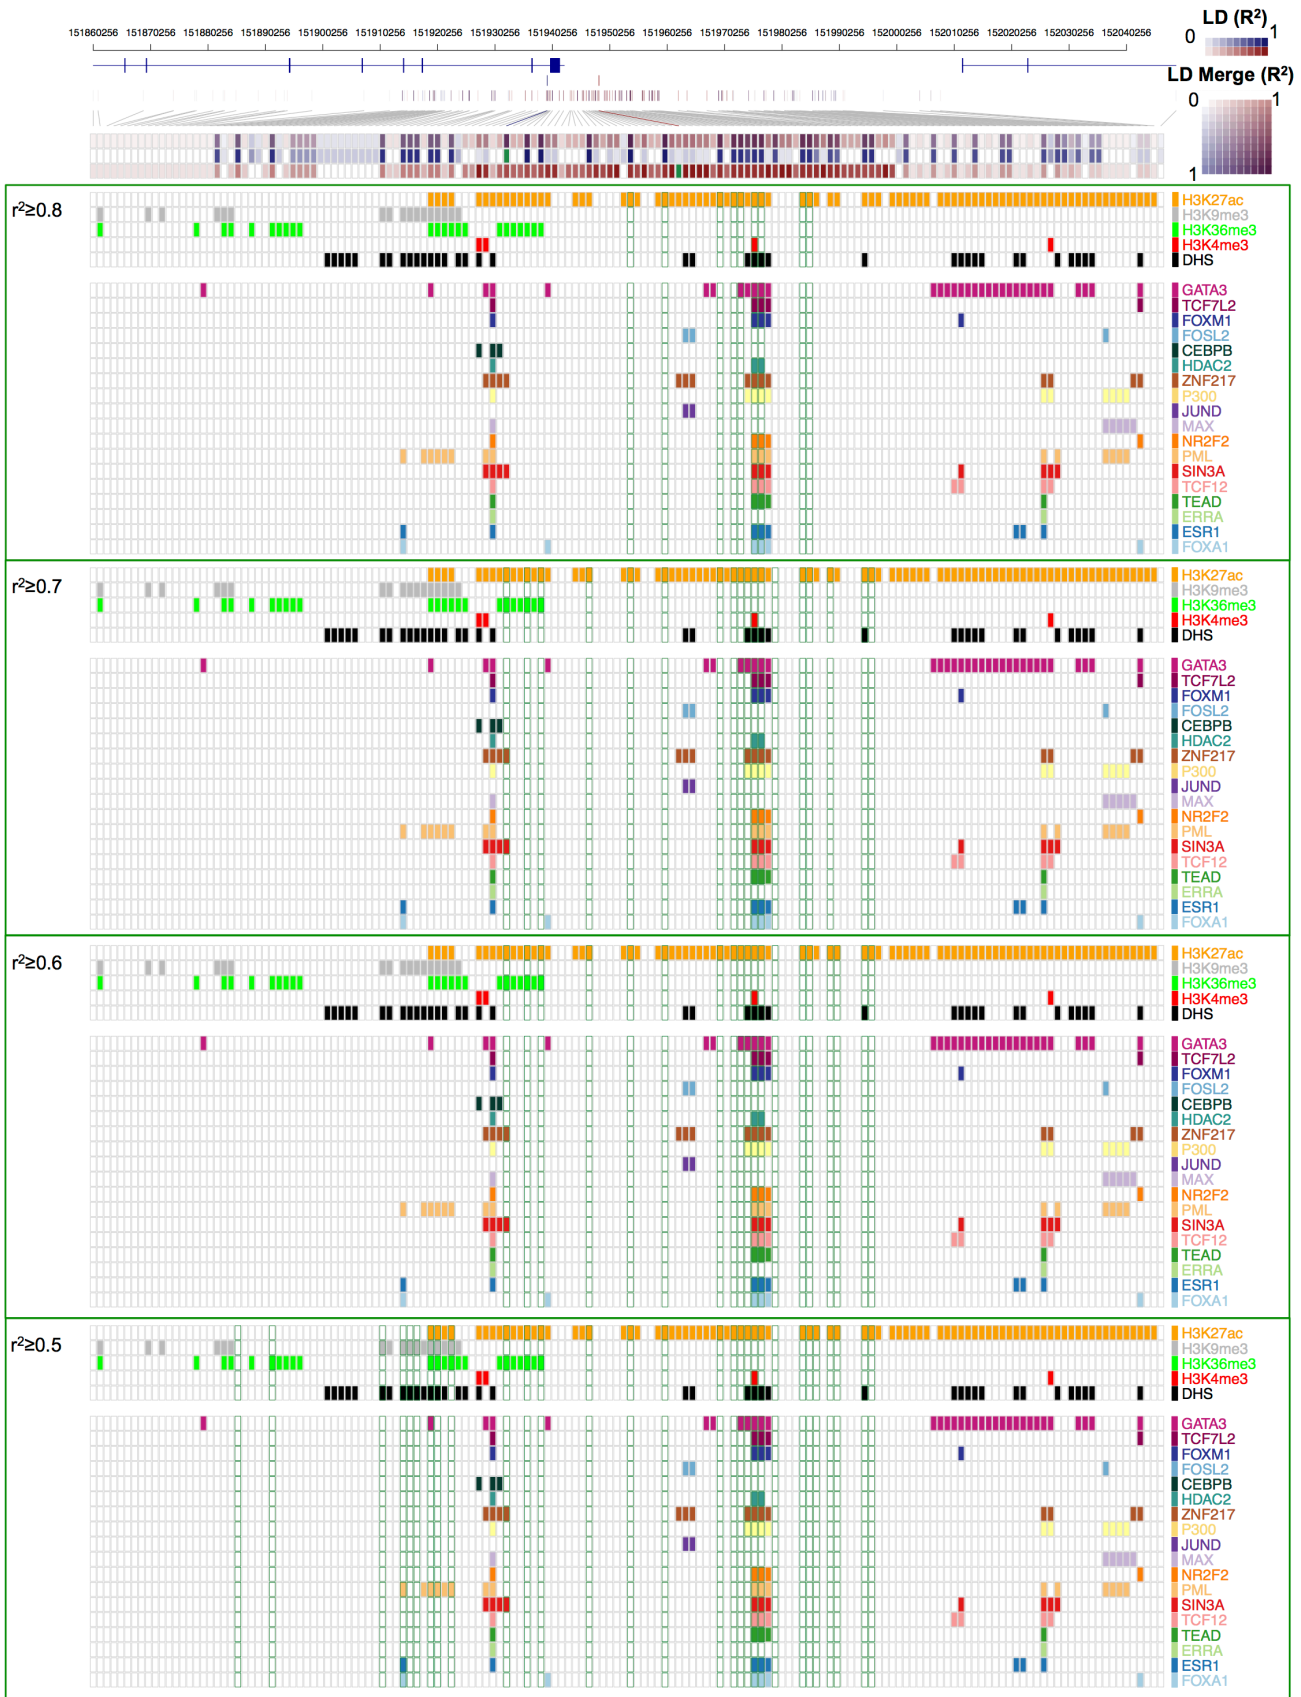 LD (R²)
0 1
151860256 151870256 151880256 151890256 151900256 151910256 151920256 151930256 151940256 151950256 151960256 151970256 151980256 151990256 152000256 152010256 152020256 152030256 152040256
LD Merge (R²)
0 1
1
r²≥0.8
H3K27ac
H3K9me3
H3K36me3
H3K4me3
DHS
GATA3
TCF7L2
FOXM1
FOSL2
CEBPB
HDAC2
ZNF217
P300
JUND
MAX
NR2F2
PML
SIN3A
TCF12
TEAD
ERRA
ESR1
FOXA1
r²≥0.7
H3K27ac
H3K9me3
H3K36me3
H3K4me3
DHS
GATA3
TCF7L2
FOXM1
FOSL2
CEBPB
HDAC2
ZNF217
P300
JUND
MAX
NR2F2
PML
SIN3A
TCF12
TEAD
ERRA
ESR1
FOXA1
r²≥0.6
H3K27ac
H3K9me3
H3K36me3
H3K4me3
DHS
GATA3
TCF7L2
FOXM1
FOSL2
CEBPB
HDAC2
ZNF217
P300
JUND
MAX
NR2F2
PML
SIN3A
TCF12
TEAD
ERRA
ESR1
FOXA1
r²≥0.5
H3K27ac
H3K9me3
H3K36me3
H3K4me3
DHS
GATA3
TCF7L2
FOXM1
FOSL2
CEBPB
HDAC2
ZNF217
P300
JUND
MAX
NR2F2
PML
SIN3A
TCF12
TEAD
ERRA
ESR1
FOXA1